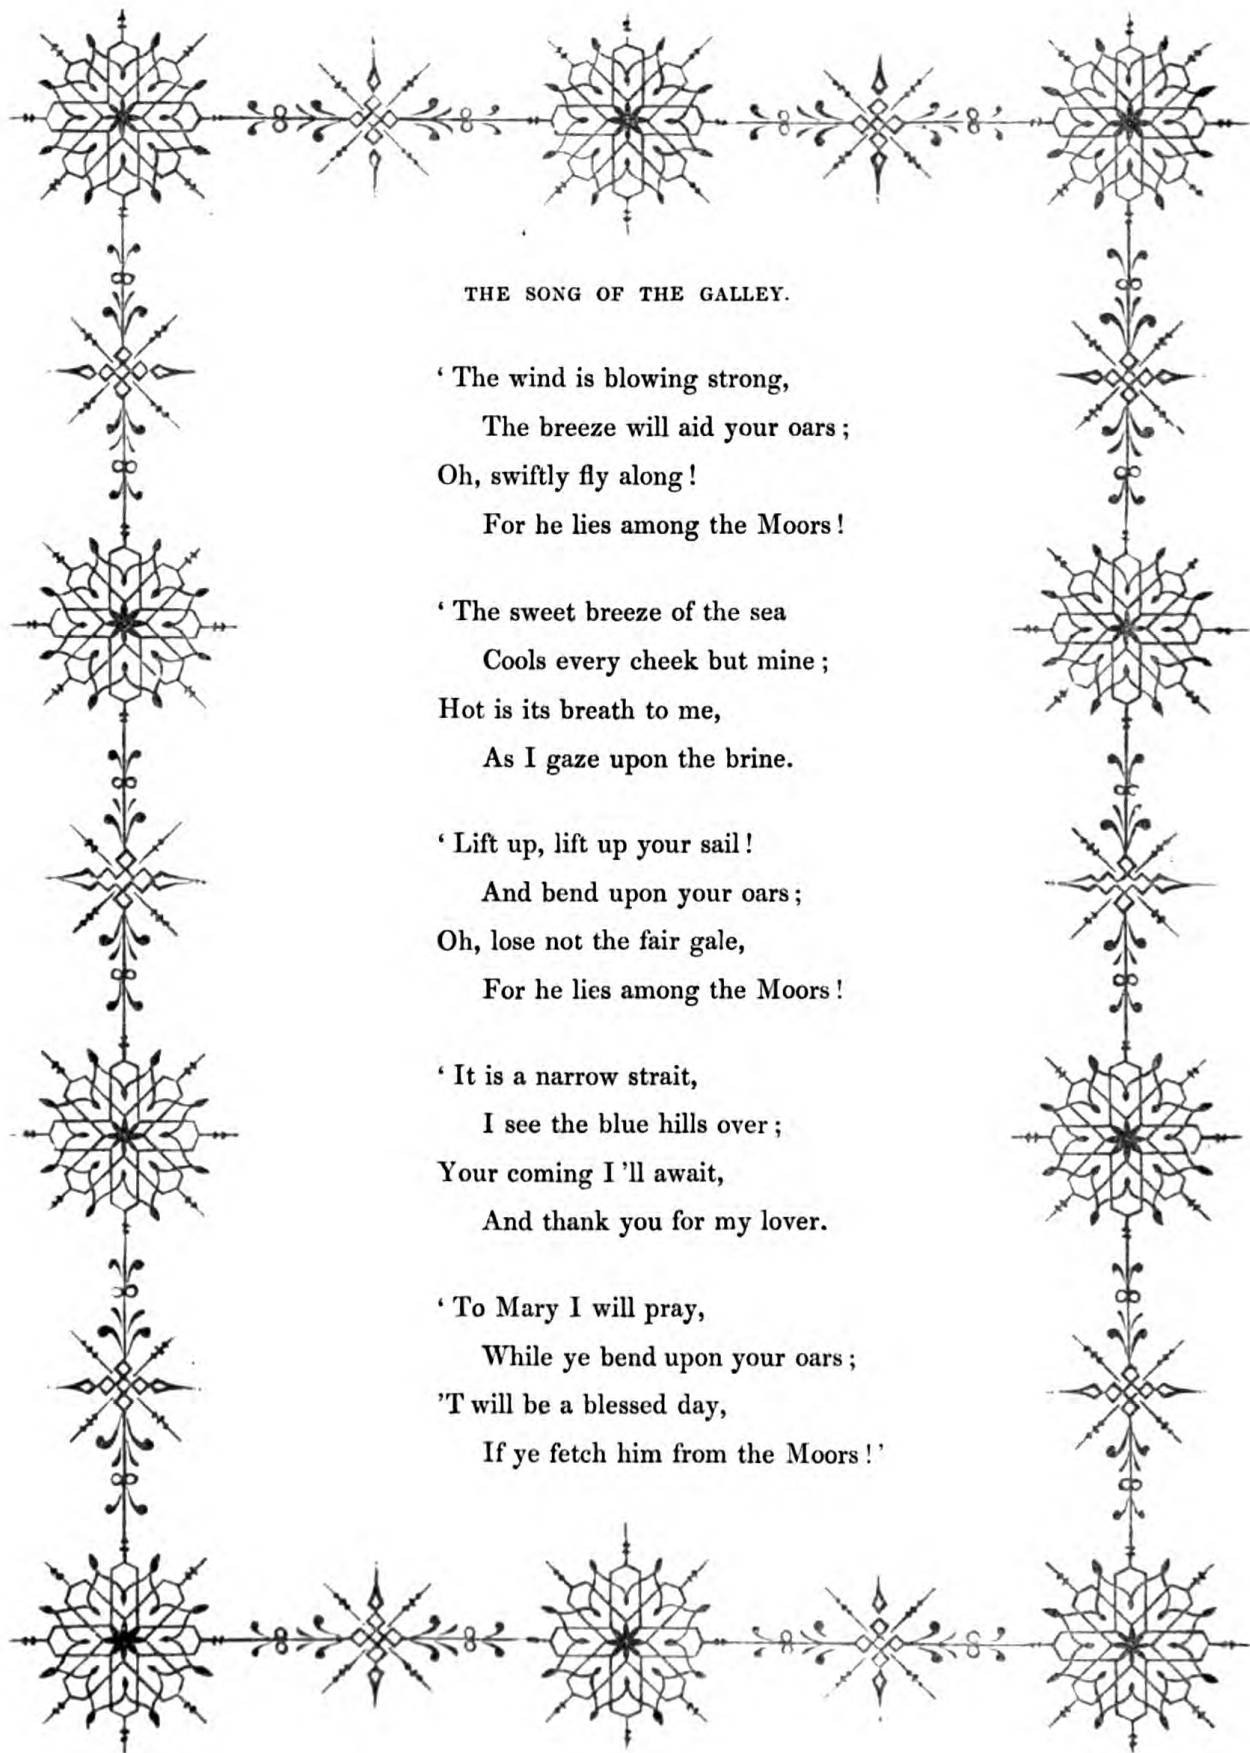 THE SONG OF THE GALLEY.
‘ The wind is blowing strong,
The breeze will aid your oars ;
Oh, swiftly fly along !
For he lies among the Moors !
‘ The sweet breeze of the sea
Cools every cheek but mine ;
Hot is its breath to me,
As I gaze upon the brine.
‘ Lift up, lift up your sail !
And bend upon your oars ;
Oh, lose not the fair gale,
For he lies among the Moors !
‘ It is a narrow strait,
I see the blue hills over ;
Your coming I ’ll await,
And thank you for my lover.
‘ To Mary I will pray,
While ye bend upon your oars ;
’T will be a blessed day,
If ye fetch him from the Moors ! ’